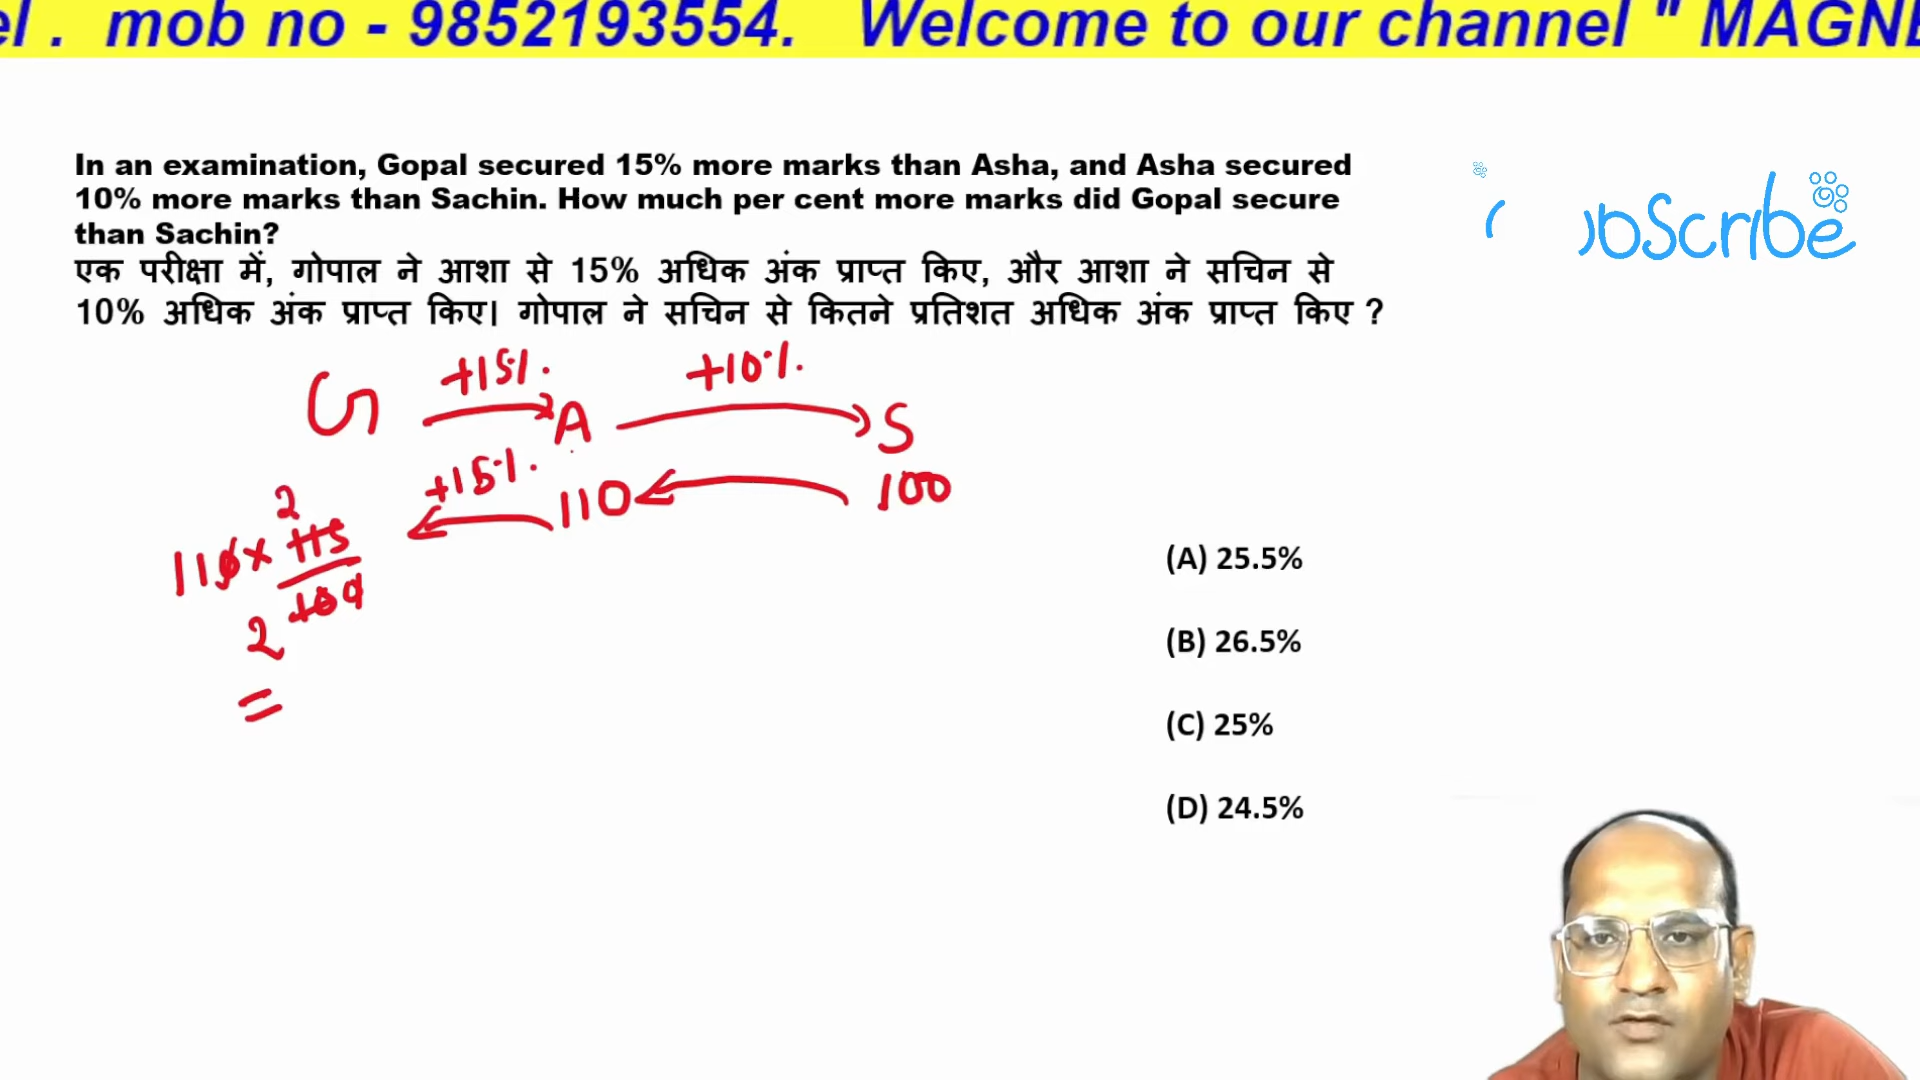 el . mob no - 9852193554. Welcome to our channel " MAGNE
In an examination, Gopal secured 15% more marks than Asha, and Asha secured
10% more marks than Sachin. How much per cent more marks did Gopal secure
than Sachin?
एक परीक्षा में, गोपाल ने आशा से 15% अधिक अंक प्राप्त किए, और आशा ने सचिन से
10% अधिक अंक प्राप्त किए। गोपाल ने सचिन से कितने प्रतिशत अधिक अंक प्राप्त किए ?
G +15% A +10% S
+15% 110 100
2
110 × 115
100
2
=
(A) 25.5%
(B) 26.5%
(C) 25%
(D) 24.5%